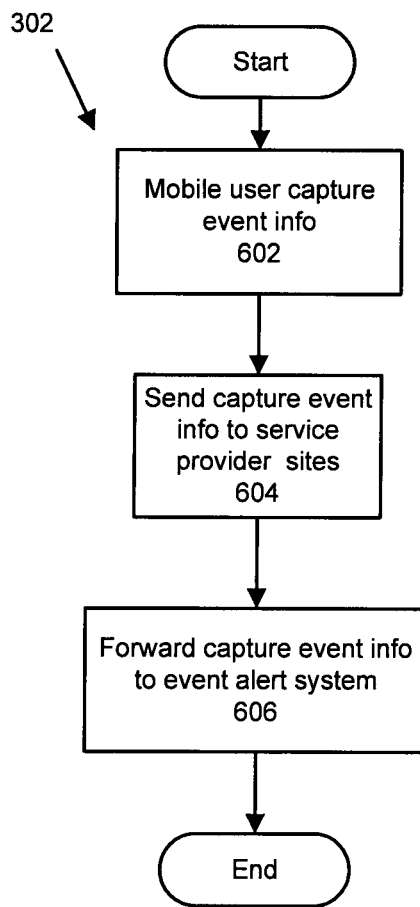 302
Start
Mobile user capture
event info
602
Send capture event
info to service
provider sites
604
Forward capture event info
to event alert system
606
End